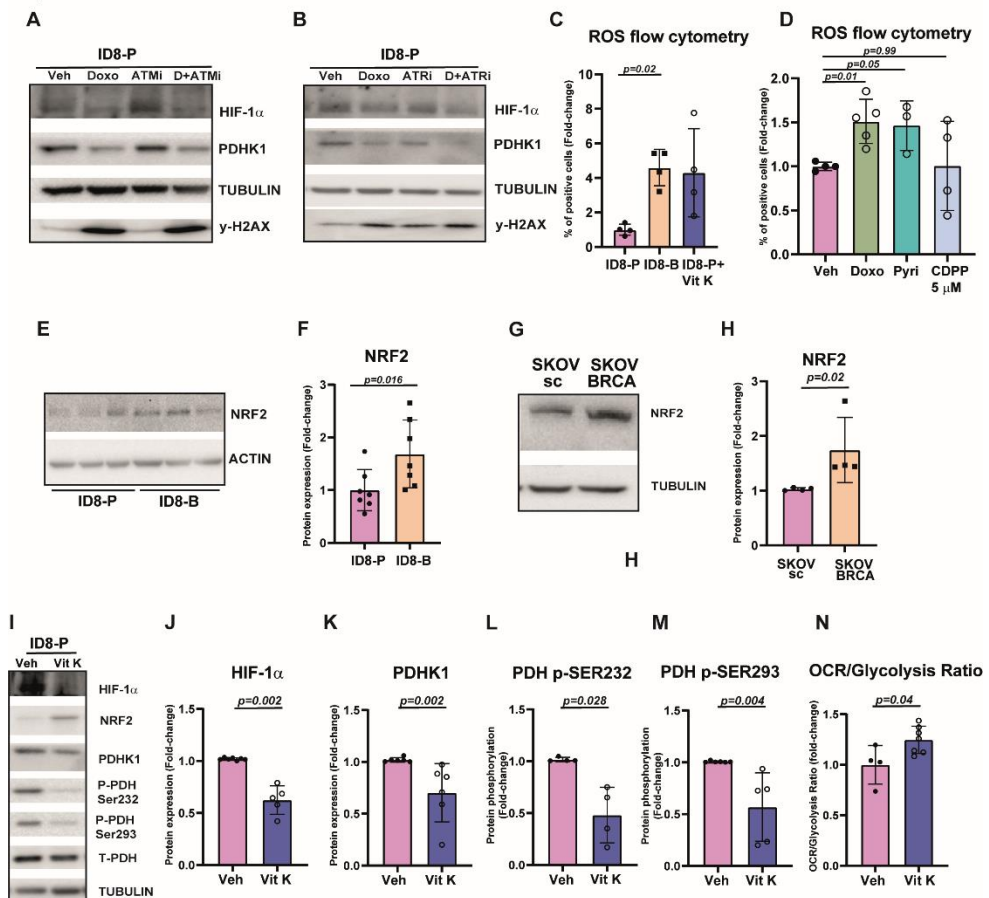 A
ID8-P
Veh Doxo ATMi D+ATMi
HIF-1α
PDHK1
TUBULIN
y-H2AX
B
ID8-P
Veh Doxo ATRi D+ATRi
HIF-1α
PDHK1
TUBULIN
y-H2AX
C
ROS flow cytometry
% of positive cells (Fold-change)
10
8
6
4
2
0
p=0.02
ID8-P ID8-B ID8-P+
Vit K
D
ROS flow cytometry
% of positive cells (Fold-change)
2.0
1.5
1.0
0.5
0.0
p=0.99
p=0.05
p=0.01
Veh Doxo Pyri CDPP
5 µM
E
NRF2
ACTIN
ID8-P ID8-B
F
NRF2
Protein expression (Fold-change)
3
2
1
0
p=0.016
ID8-P ID8-B
G
SKOV SKOV
sc BRCA
NRF2
TUBULIN
H
NRF2
Protein expression (Fold-change)
3
2
1
0
p=0.02
SKOV SKOV
sc BRCA
H
I
ID8-P
Veh Vit K
HIF-1α
NRF2
PDHK1
P-PDH
Ser232
P-PDH
Ser293
T-PDH
TUBULIN
J
HIF-1α
Protein expression (Fold-change)
1.5
1.0
0.5
0.0
p=0.002
Veh Vit K
K
PDHK1
Protein expression (Fold-change)
1.5
1.0
0.5
0.0
p=0.002
Veh Vit K
L
PDH p-SER232
Protein phosphorylation
(Fold-change)
1.5
1.0
0.5
0.0
p=0.028
Veh Vit K
M
PDH p-SER293
Protein phosphorylation
(Fold-change)
1.5
1.0
0.5
0.0
p=0.004
Veh Vit K
N
OCR/Glycolysis Ratio
OCR/Glycolysis Ratio (fold-change)
1.5
1.0
0.5
0.0
p=0.04
Veh Vit K